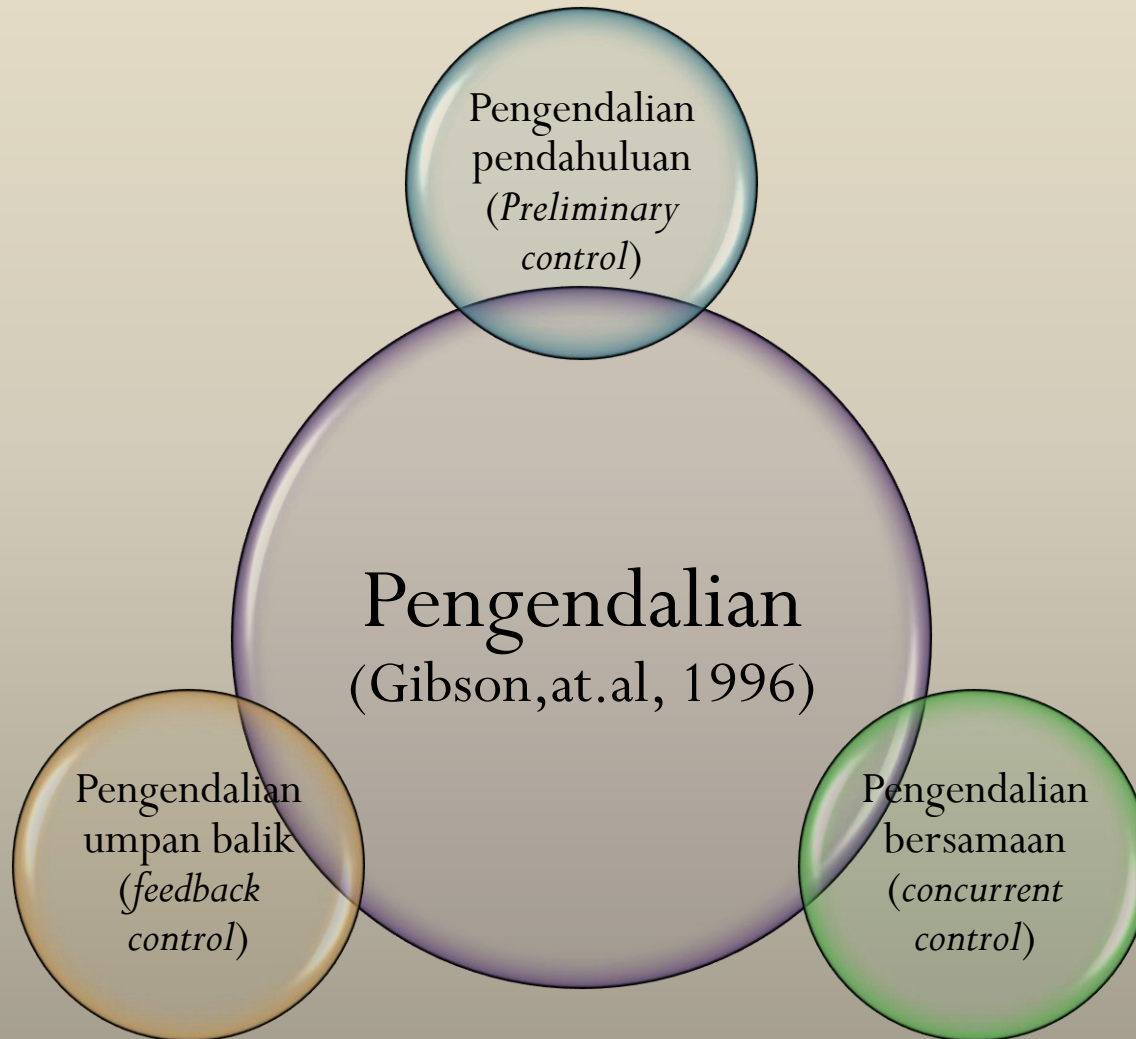 Pengendalian
pendahuluan
(Preliminary
control)
Pengendalian
(Gibson,at.al, 1996)
Pengendalian
umpan balik
(feedback
control)
Pengendalian
bersamaan
(concurrent
control)